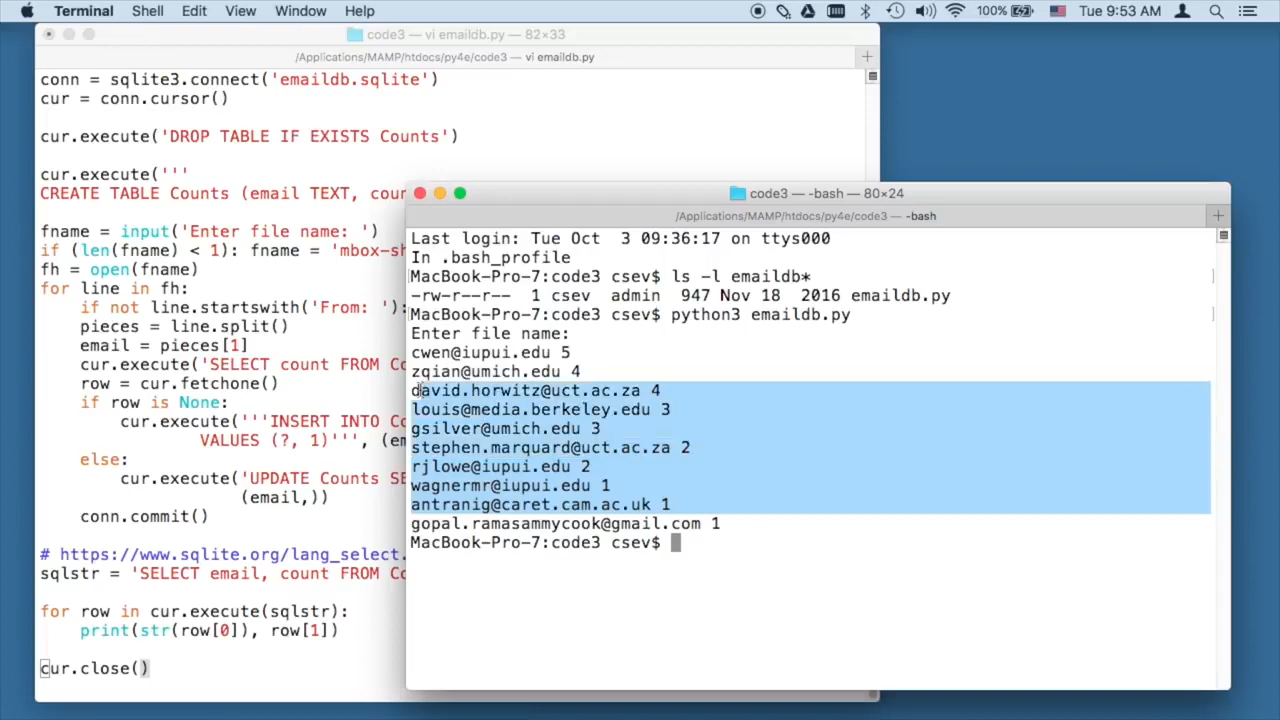 Terminal Shell Edit View Window Help 100% Tue 9:53 AM
code3 — vi emaildb.py — 82×33
/Applications/MAMP/htdocs/py4e/code3 — vi emaildb.py
conn = sqlite3.connect('emaildb.sqlite')
cur = conn.cursor()
cur.execute('DROP TABLE IF EXISTS Counts')
cur.execute('''
CREATE TABLE Counts (email TEXT, coun
fname = input('Enter file name: ')
if (len(fname) < 1): fname = 'mbox-sh
fh = open(fname)
for line in fh:
    if not line.startswith('From: '):
    pieces = line.split()
    email = pieces[1]
    cur.execute('SELECT count FROM Co
    row = cur.fetchone()
    if row is None:
        cur.execute('''INSERT INTO Co
                VALUES (?, 1)''', (em
    else:
        cur.execute('UPDATE Counts SE
                    (email,))
    conn.commit()
# https://www.sqlite.org/lang_select.
sqlstr = 'SELECT email, count FROM Co
for row in cur.execute(sqlstr):
    print(str(row[0]), row[1])
cur.close()
code3 — -bash — 80×24
/Applications/MAMP/htdocs/py4e/code3 — -bash
Last login: Tue Oct  3 09:36:17 on ttys000
In .bash_profile
MacBook-Pro-7:code3 csev$ ls -l emaildb*
-rw-r--r--  1 csev  admin  947 Nov 18  2016 emaildb.py
MacBook-Pro-7:code3 csev$ python3 emaildb.py
Enter file name:
cwen@iupui.edu 5
zqian@umich.edu 4
david.horwitz@uct.ac.za 4
louis@media.berkeley.edu 3
gsilver@umich.edu 3
stephen.marquard@uct.ac.za 2
rjlowe@iupui.edu 2
wagnermr@iupui.edu 1
antranig@caret.cam.ac.uk 1
gopal.ramasammycook@gmail.com 1
MacBook-Pro-7:code3 csev$